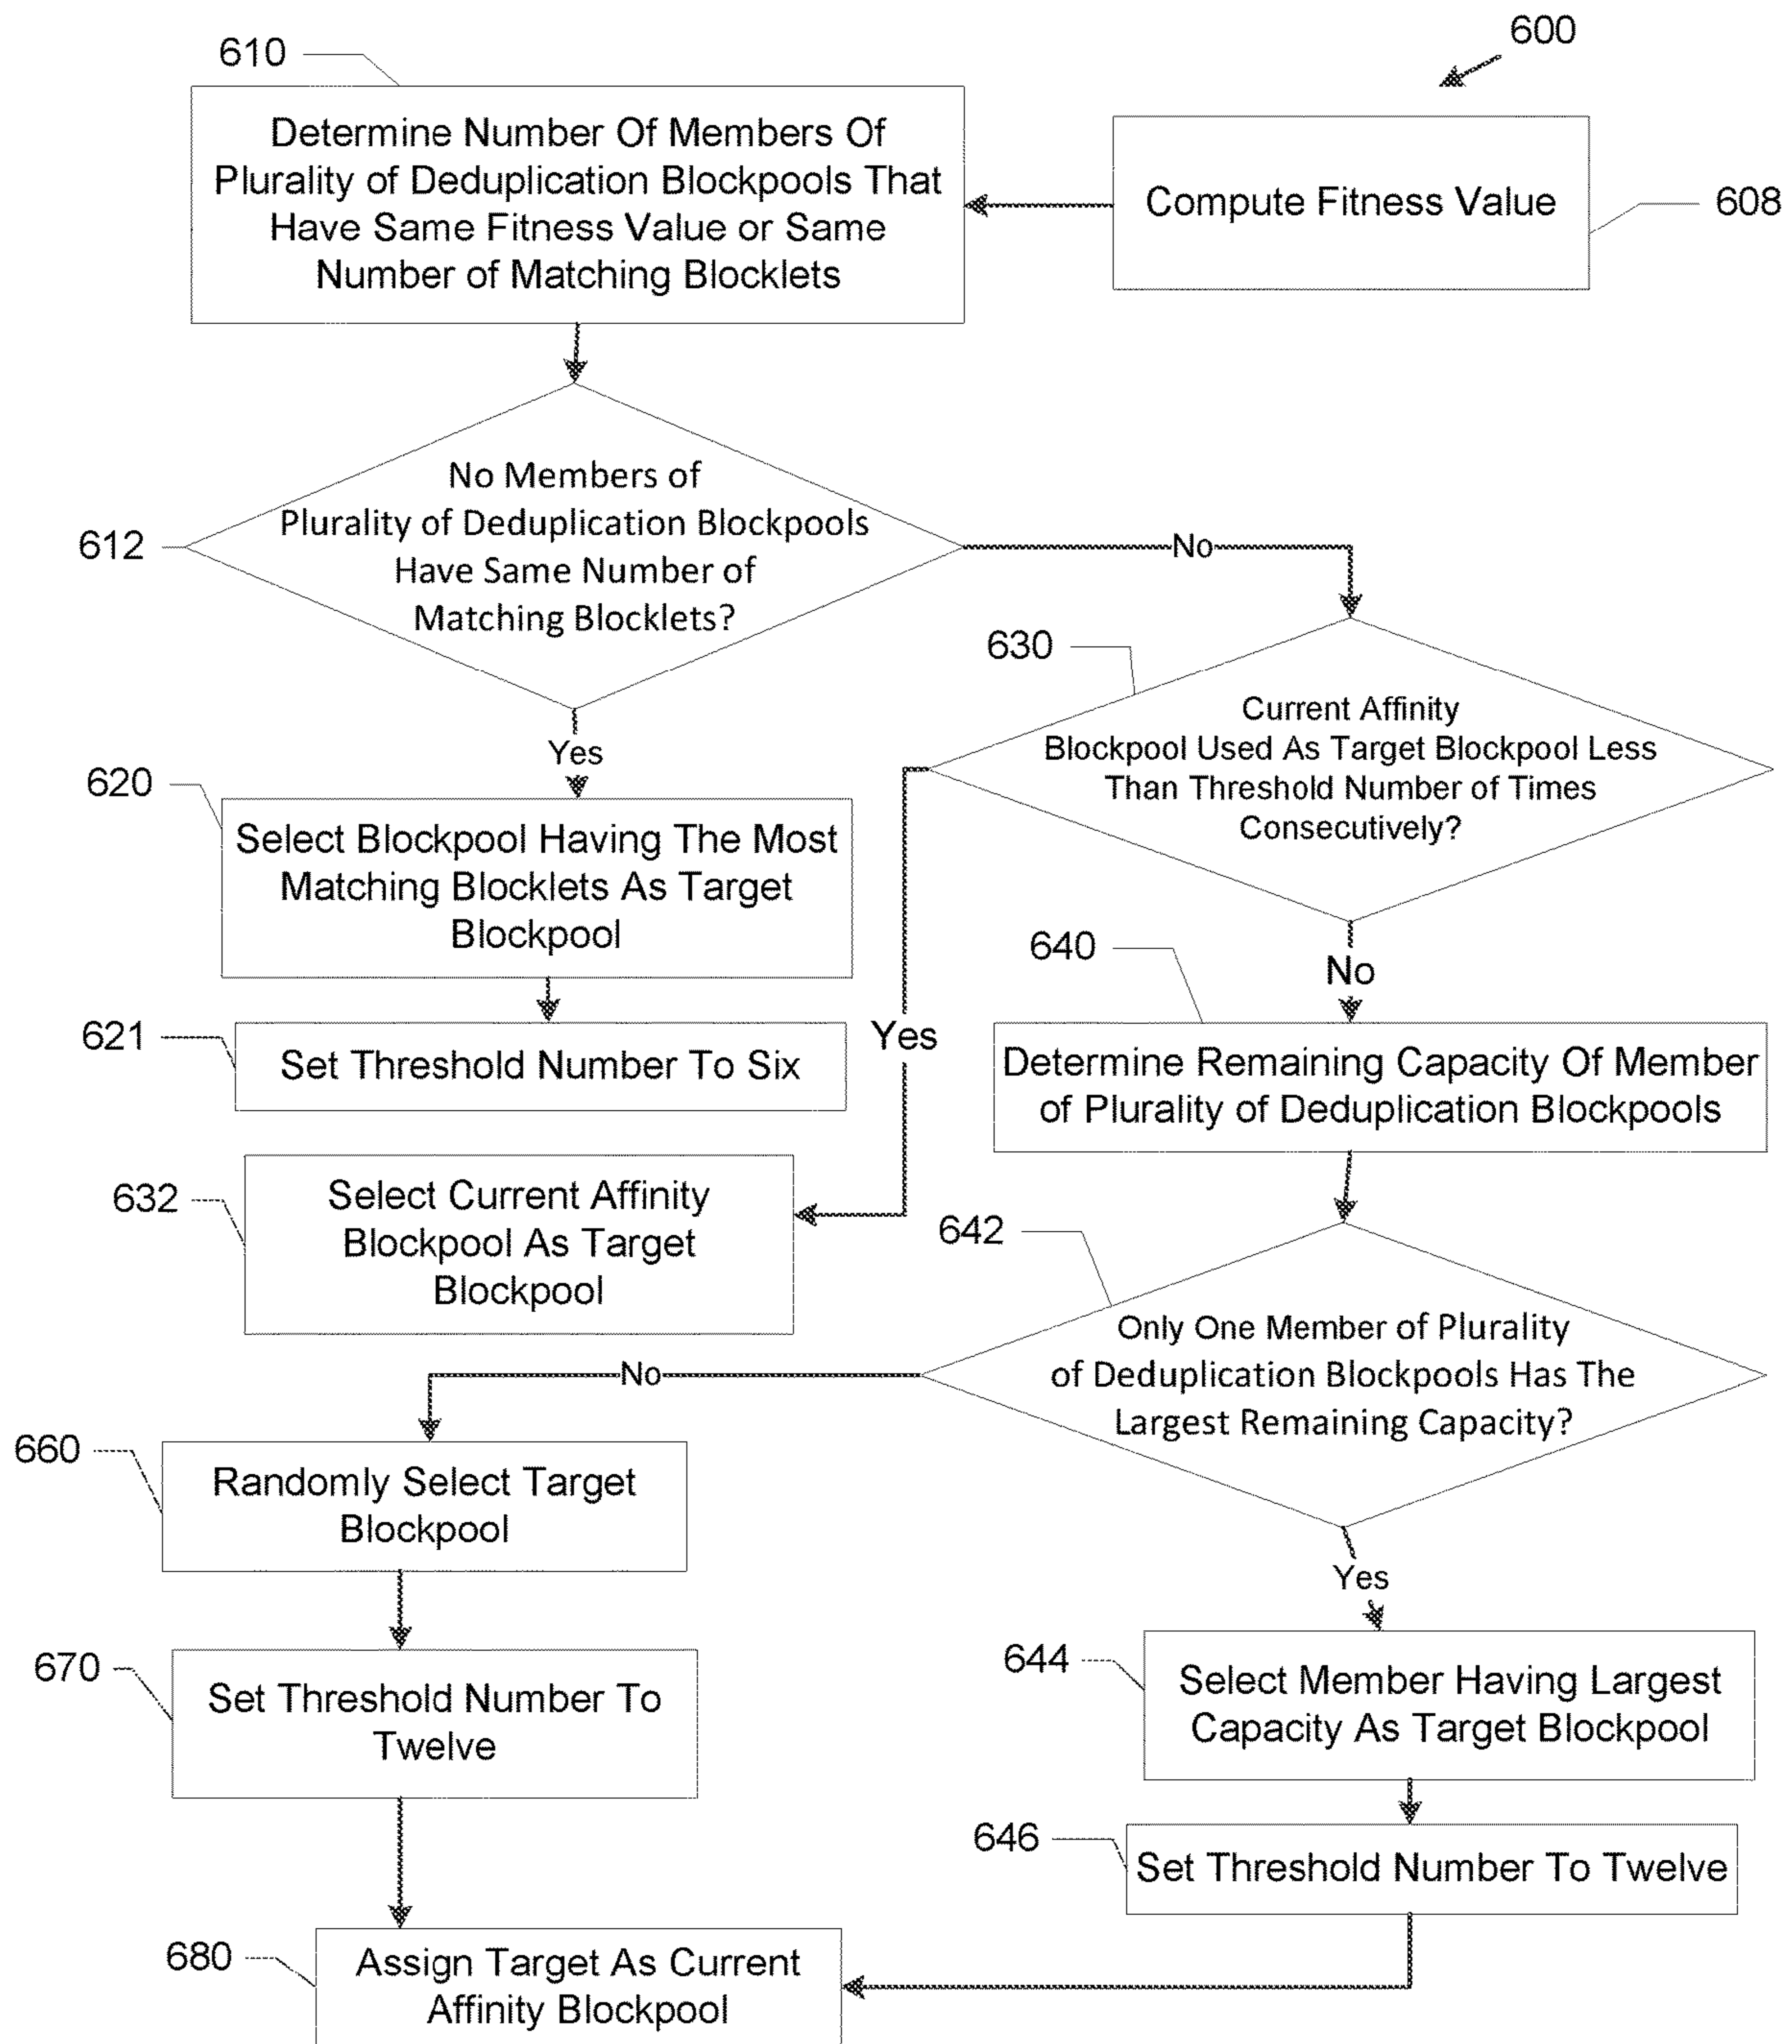 600
610
Determine Number Of Members Of
Plurality of Deduplication Blockpools That
Have Same Fitness Value or Same
Number of Matching Blocklets
Compute Fitness Value
608
612
No Members of
Plurality of Deduplication Blockpools
Have Same Number of
Matching Blocklets?
No
Yes
630
Current Affinity
Blockpool Used As Target Blockpool Less
Than Threshold Number of Times
Consecutively?
620
Select Blockpool Having The Most
Matching Blocklets As Target
Blockpool
621
Set Threshold Number To Six
Yes
No
632
Select Current Affinity
Blockpool As Target
Blockpool
640
Determine Remaining Capacity Of Member
of Plurality of Deduplication Blockpools
642
Only One Member of Plurality
of Deduplication Blockpools Has The
Largest Remaining Capacity?
No
Yes
660
Randomly Select Target
Blockpool
670
Set Threshold Number To
Twelve
644
Select Member Having Largest
Capacity As Target Blockpool
646
Set Threshold Number To Twelve
680
Assign Target As Current
Affinity Blockpool